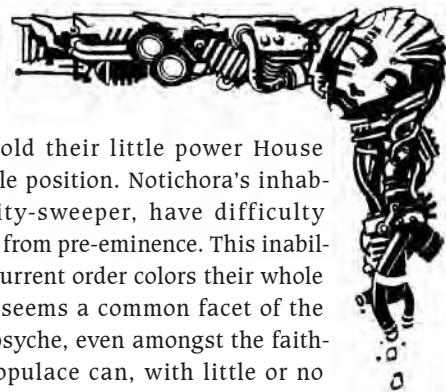 old their little power House
le position. Notichora's inhab-
ity-sweeper, have difficulty
from pre-eminence. This inabil-
urrent order colors their whole
seems a common facet of the
psyche, even amongst the faith-
opulace can, with little or no